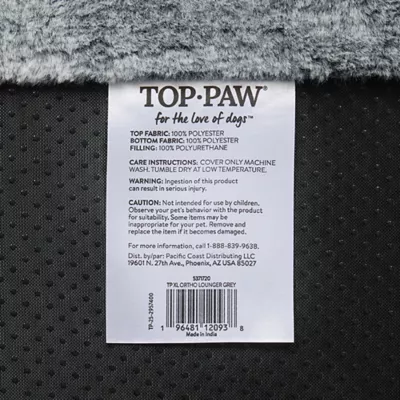 TOP•PAW®
for the love of dogs™
TOP FABRIC: 100% POLYESTER
BOTTOM FABRIC: 100% POLYESTER
FILLING: 100% POLYURETHANE
CARE INSTRUCTIONS: COVER ONLY MACHINE
WASH. TUMBLE DRY AT LOW TEMPERATURE.
WARNING: Ingestion of this product
can result in serious injury.
CAUTION: Not intended for use by children.
Observe your pet's behavior with the product
for suitability. Some items may be
inappropriate for your pet. Remove and
replace the item if it becomes damaged.
For more information, call 1-888-839-9638.
Dist. by/par: Pacific Coast Distributing LLC
19601 N. 27th Ave., Phoenix, AZ USA 85027
5371720
TP XL ORTHO LOUNGER GREY
TP-25-2957400
1 96481 12093 8
Made in India